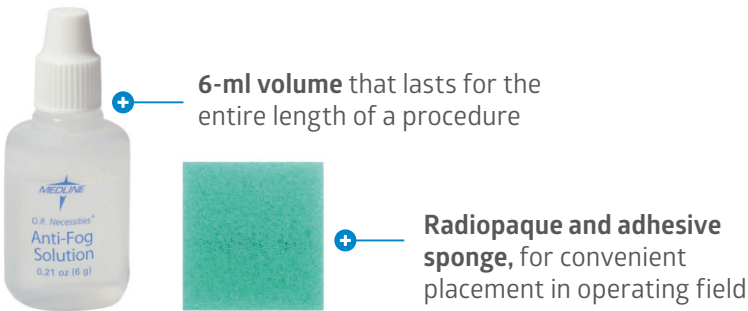 6-ml volume that lasts for the
entire length of a procedure
MEDLINE
O.R. Necessities
Anti-Fog
Solution
0.21 oz (6 g)
Radiopaque and adhesive
sponge, for convenient
placement in operating field